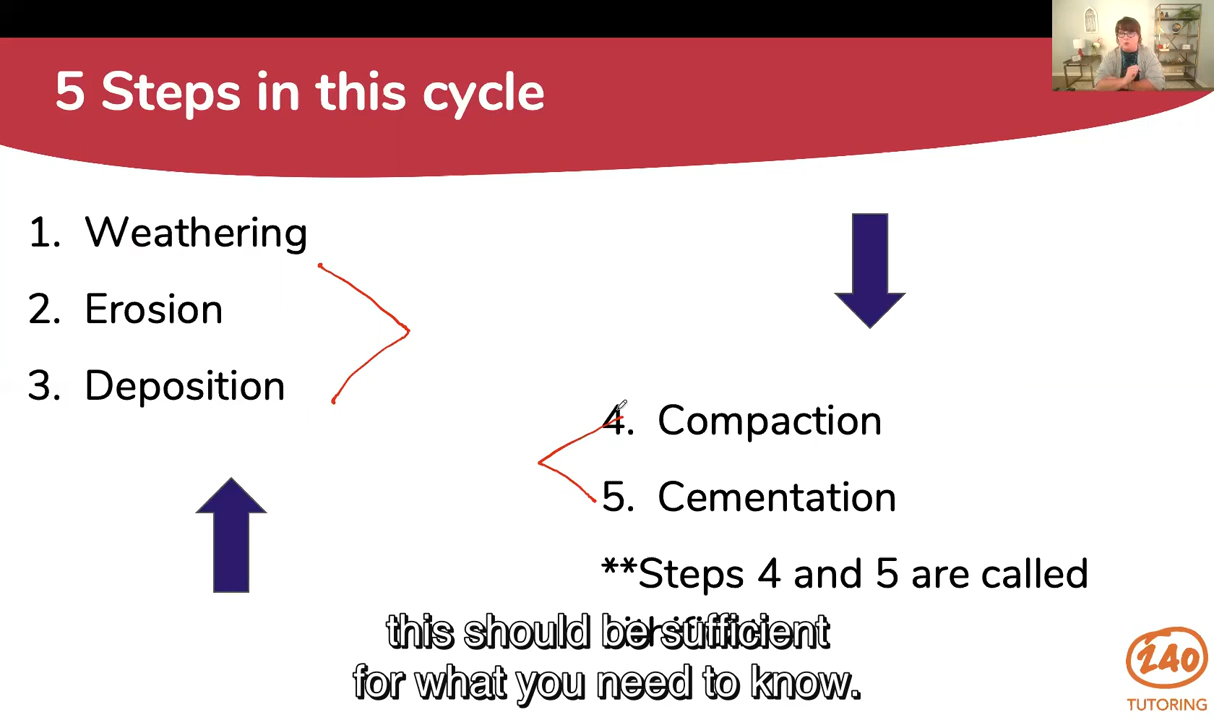 5 Steps in this cycle
1. Weathering
2. Erosion
3. Deposition
4. Compaction
5. Cementation
**Steps 4 and 5 are called
this should be sufficient
for what you need to know.
240
TUTORING